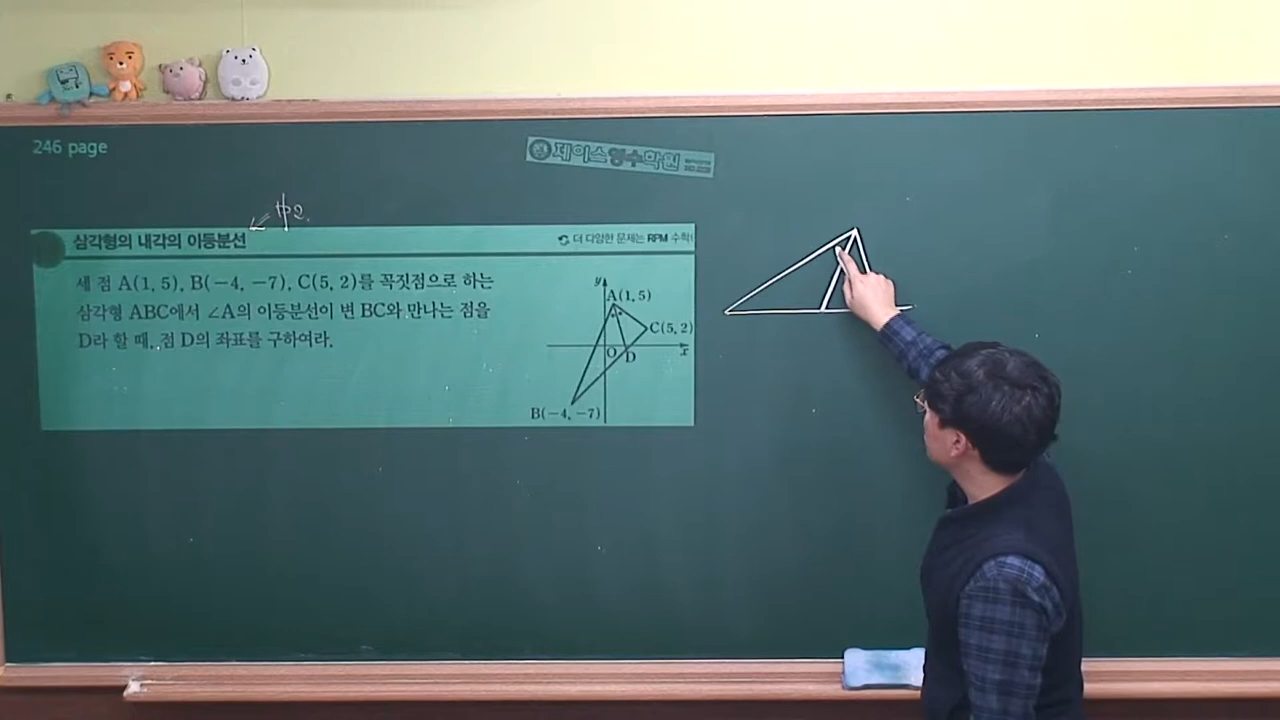 246 page
제이스영수학원
中2.
삼각형의 내각의 이등분선
더 다양한 문제는 RPM 수학(
세 점 A(1, 5), B(−4, −7), C(5, 2)를 꼭짓점으로 하는
삼각형 ABC에서 ∠A의 이등분선이 변 BC와 만나는 점을
D라 할 때, 점 D의 좌표를 구하여라.
y
A(1, 5)
C(5, 2)
O
D
x
B(−4, −7)